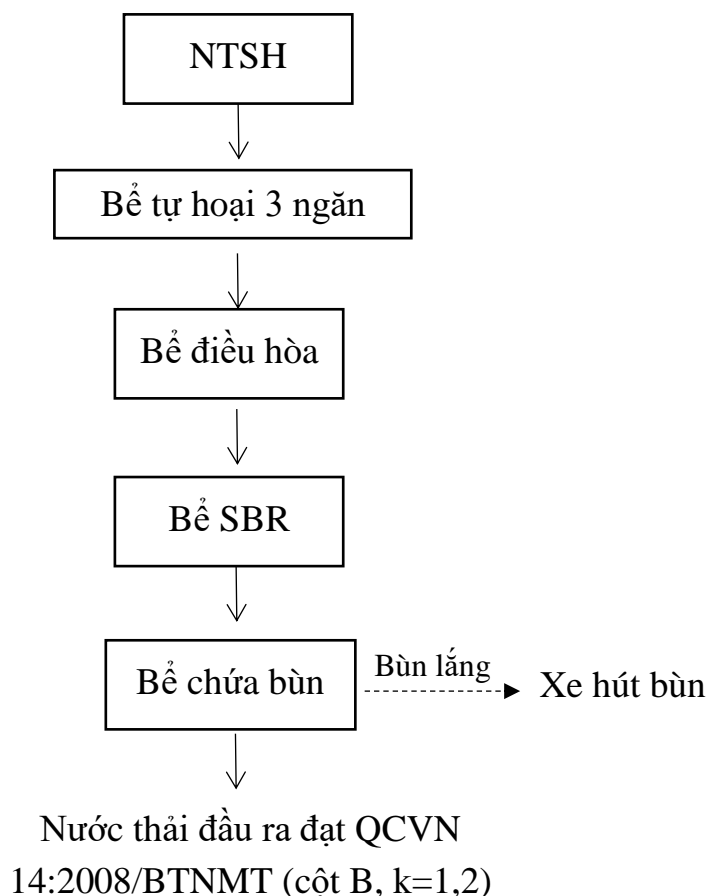 NTSH
Bể tự hoại 3 ngăn
Bể điều hòa
Bể SBR
Bể chứa bùn
Bùn lắng
Xe hút bùn
Nước thải đầu ra đạt QCVN
14:2008/BTNMT (cột B, k=1,2)